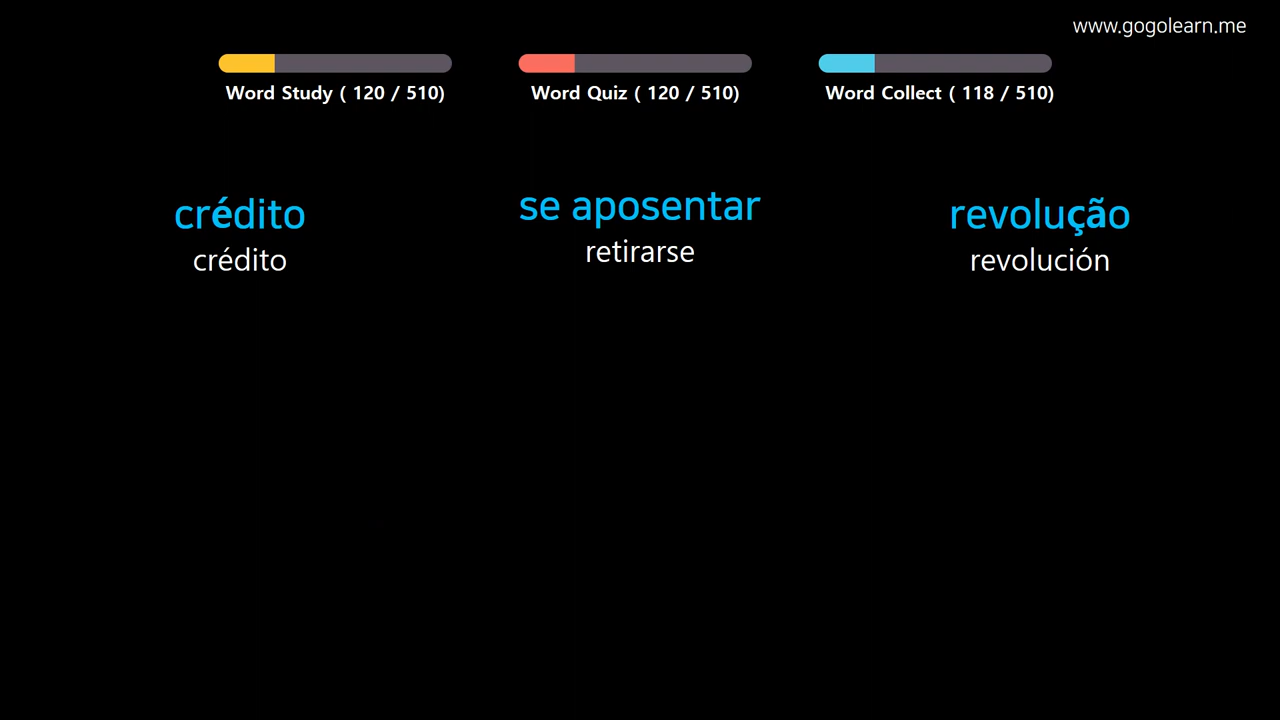 www.gogolearn.me
Word Study ( 120 / 510)
Word Quiz ( 120 / 510)
Word Collect ( 118 / 510)
crédito
crédito
se aposentar
retirarse
revolução
revolución